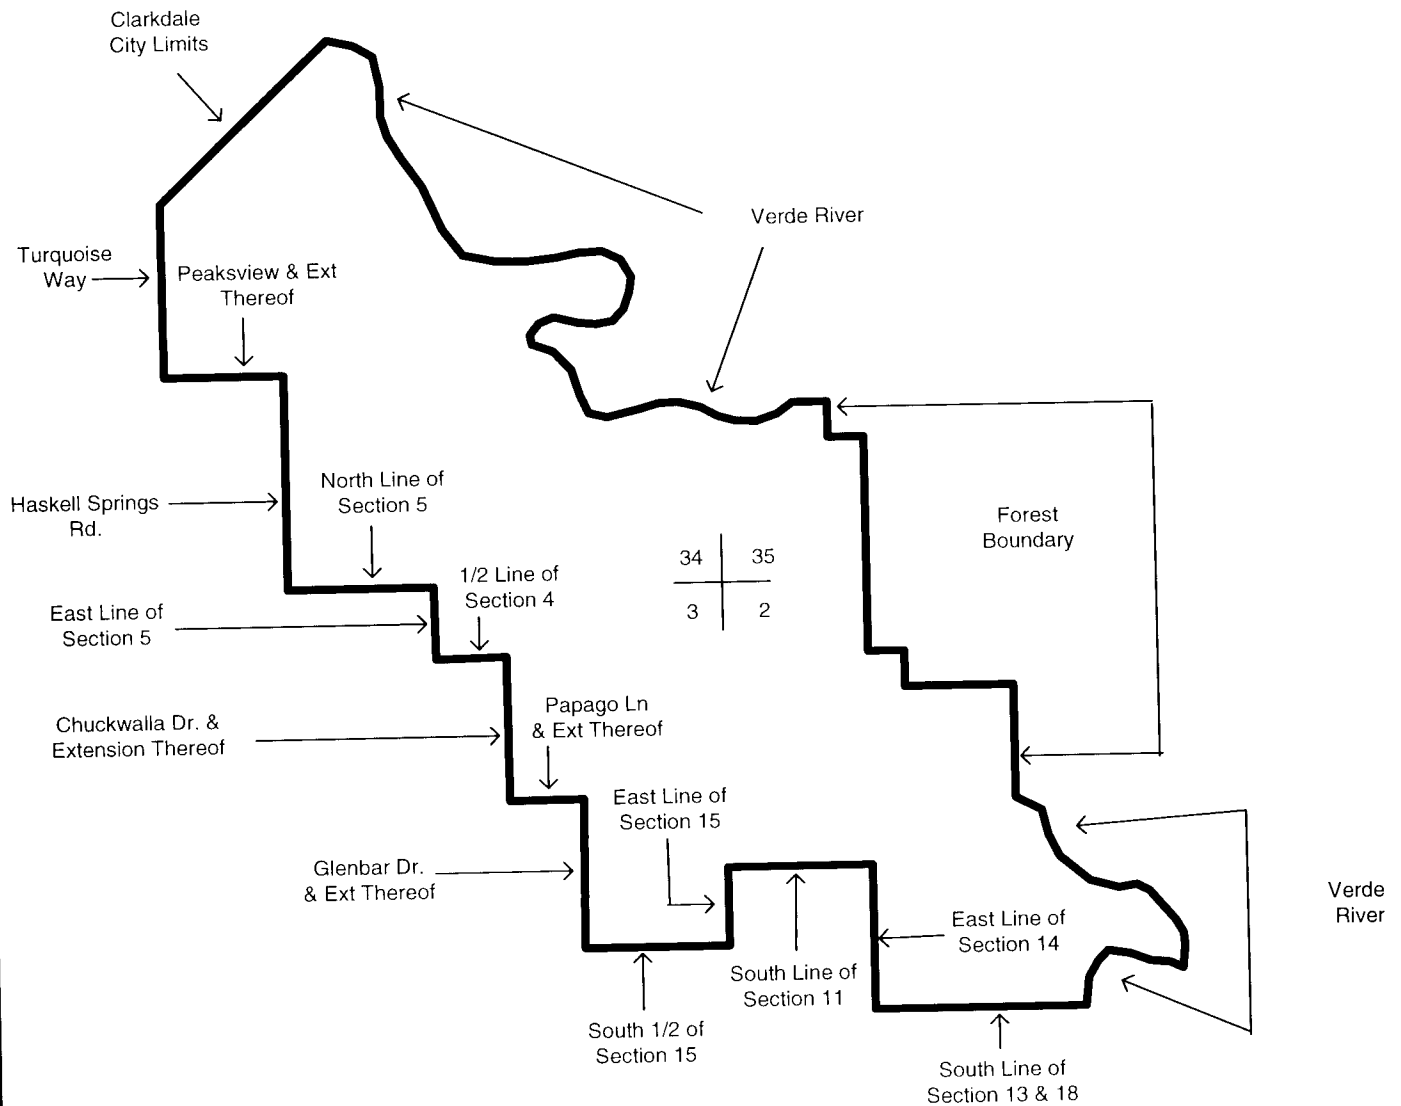 Clarkdale
City Limits
Verde River
Turquoise
Way
Peaksview & Ext
Thereof
Haskell Springs
Rd.
North Line of
Section 5
Forest
Boundary
34
35
3
2
1/2 Line of
Section 4
East Line of
Section 5
Papago Ln
& Ext Thereof
Chuckwalla Dr. &
Extension Thereof
East Line of
Section 15
Glenbar Dr.
& Ext Thereof
Verde
River
East Line of
Section 14
South Line of
Section 11
South 1/2 of
Section 15
South Line of
Section 13 & 18